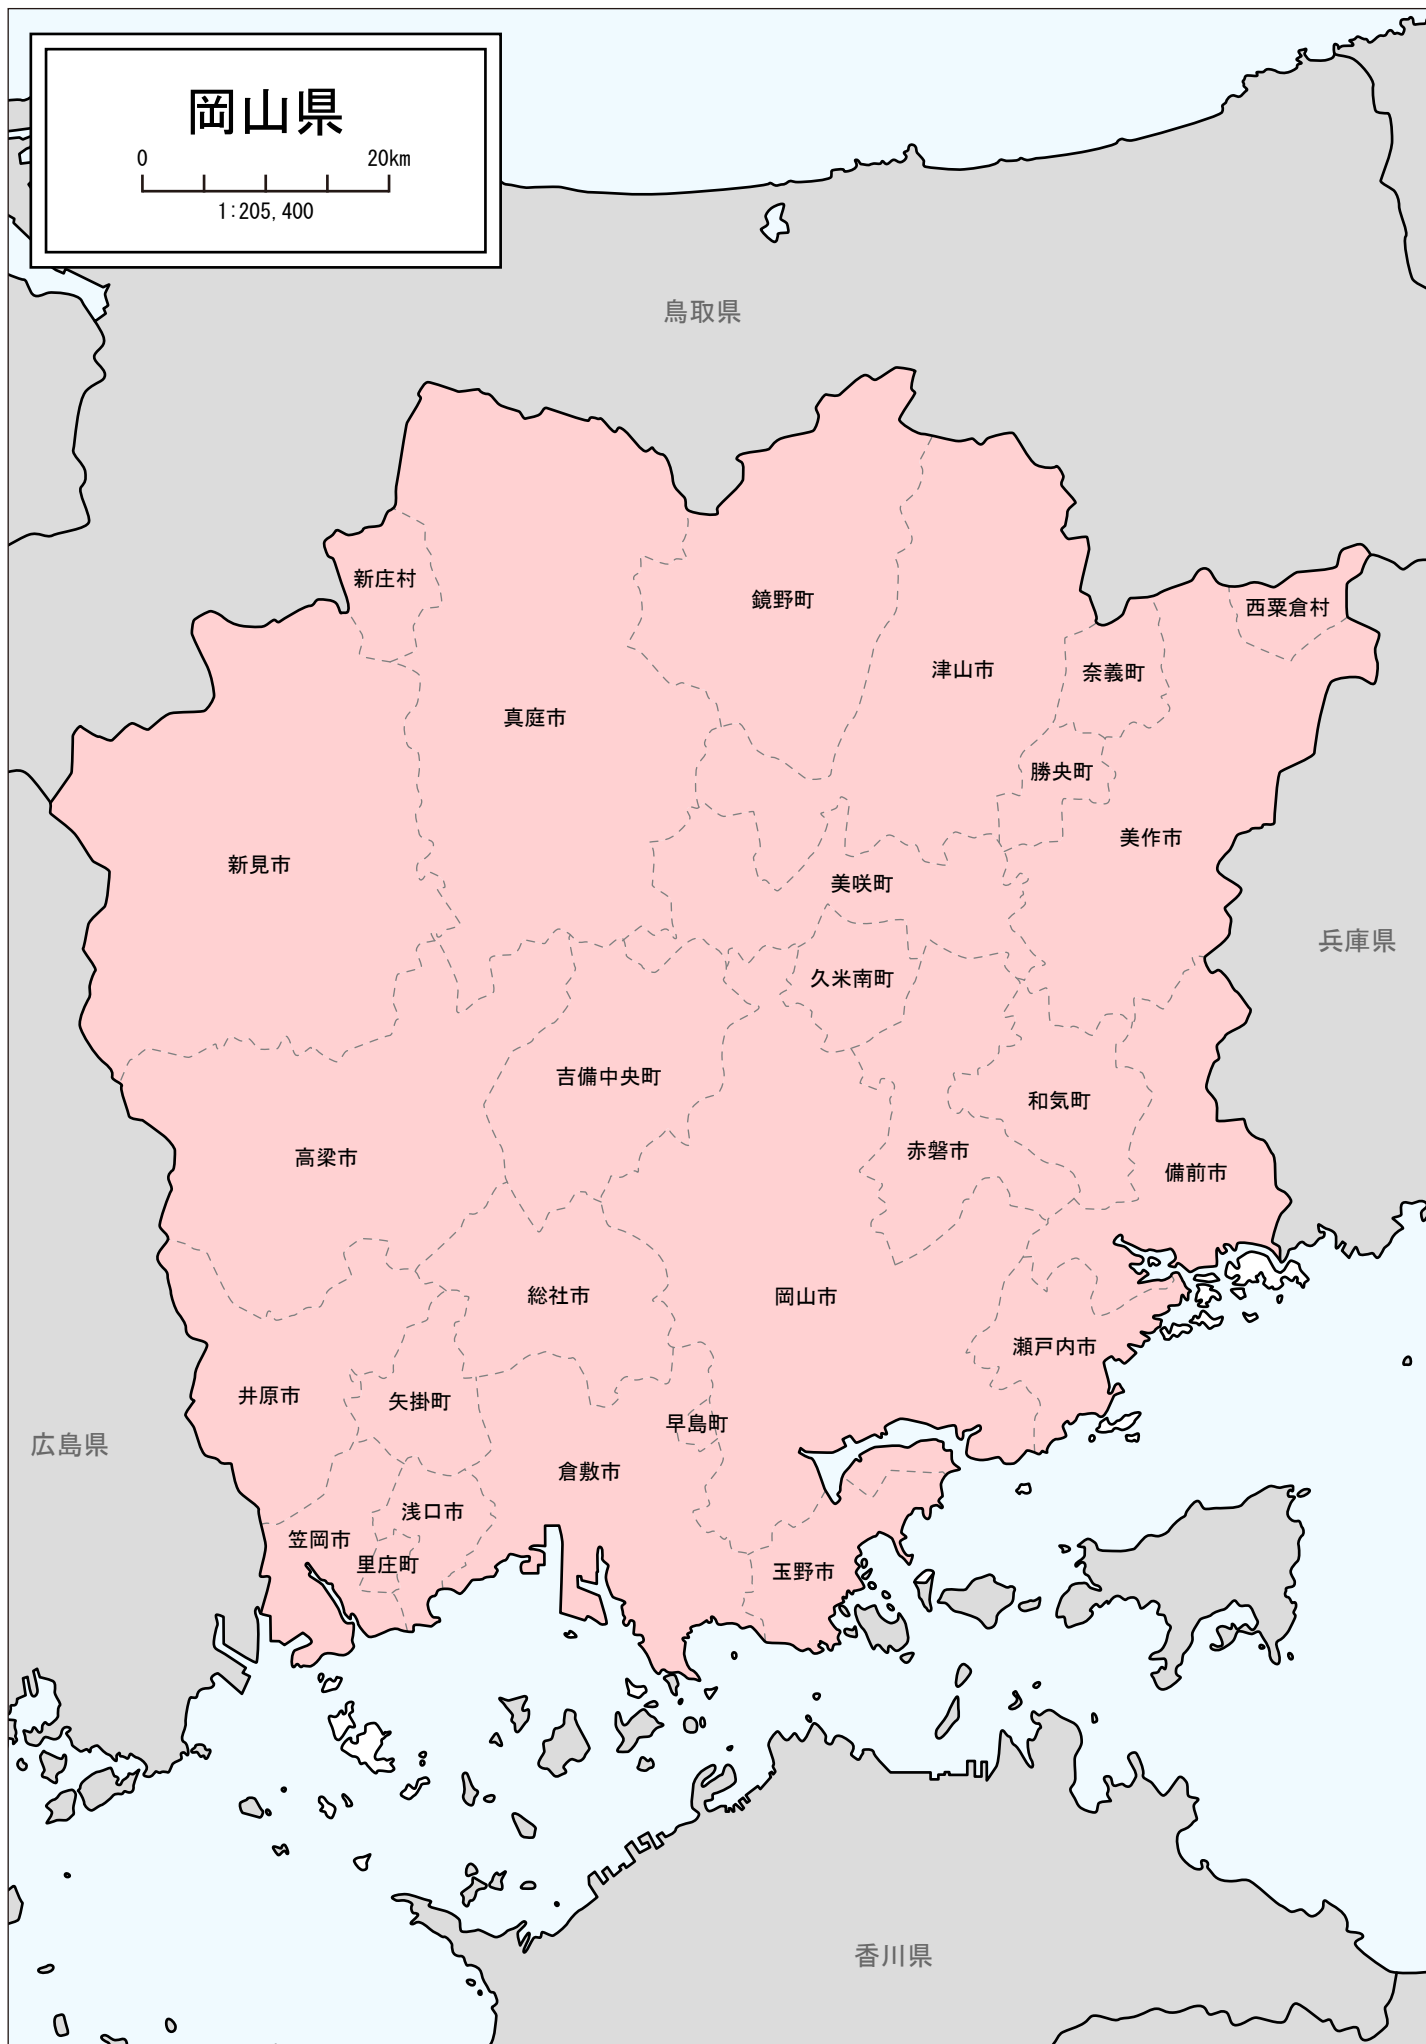 岡山県
0 20km
1:205,400
鳥取県
新庄村
鏡野町
西粟倉村
津山市
奈義町
真庭市
勝央町
美作市
新見市
美咲町
兵庫県
久米南町
吉備中央町
和気町
赤磐市
高梁市
備前市
総社市
岡山市
瀬戸内市
井原市
矢掛町
早島町
広島県
倉敷市
浅口市
笠岡市
里庄町
玉野市
香川県